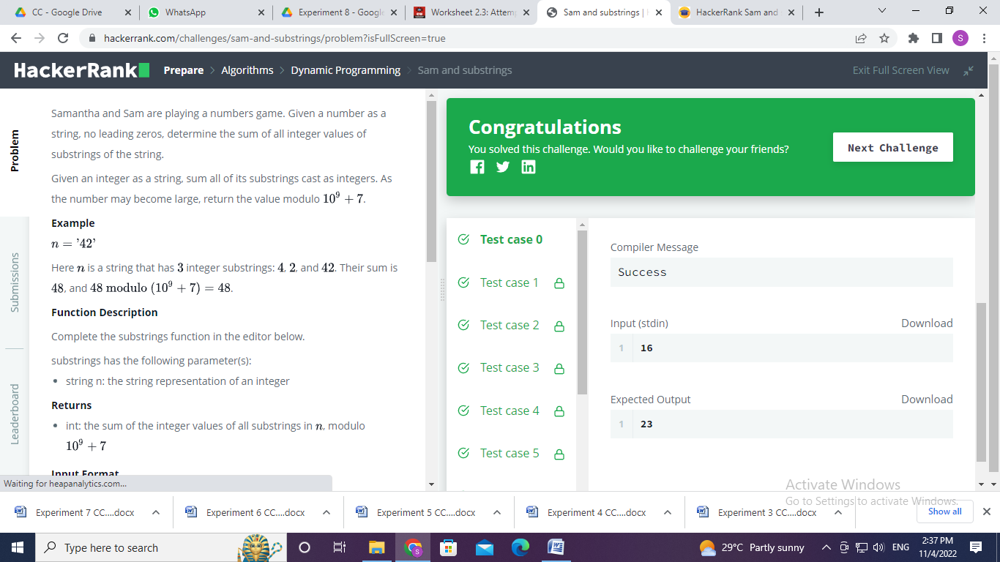 CC - Google Drive
WhatsApp
Experiment 8 - Google
Worksheet 2.3: Attemp
Sam and substrings | H
HackerRank Sam and
hackerrank.com/challenges/sam-and-substrings/problem?isFullScreen=true
S
HackerRank
Prepare > Algorithms > Dynamic Programming > Sam and substrings
Exit Full Screen View
Problem
Submissions
Leaderboard
Samantha and Sam are playing a numbers game. Given a number as a
string, no leading zeros, determine the sum of all integer values of
substrings of the string.
Given an integer as a string, sum all of its substrings cast as integers. As
the number may become large, return the value modulo 10⁹ + 7.
Example
n = ’42’
Here n is a string that has 3 integer substrings: 4, 2, and 42. Their sum is
48, and 48 modulo (10⁹ + 7) = 48.
Function Description
Complete the substrings function in the editor below.
substrings has the following parameter(s):
• string n: the string representation of an integer
Returns
• int: the sum of the integer values of all substrings in n, modulo
10⁹ + 7
Input Format
Waiting for heapanalytics.com...
Congratulations
You solved this challenge. Would you like to challenge your friends?
Next Challenge
Test case 0
Test case 1
Test case 2
Test case 3
Test case 4
Test case 5
Compiler Message
Success
Input (stdin)
Download
1 16
Expected Output
Download
1 23
Activate Windows
Go to Settings to activate Windows.
Experiment 7 CC....docx
Experiment 6 CC....docx
Experiment 5 CC....docx
Experiment 4 CC....docx
Experiment 3 CC....docx
Show all
Type here to search
S
29°C Partly sunny
ENG
2:37 PM
11/4/2022